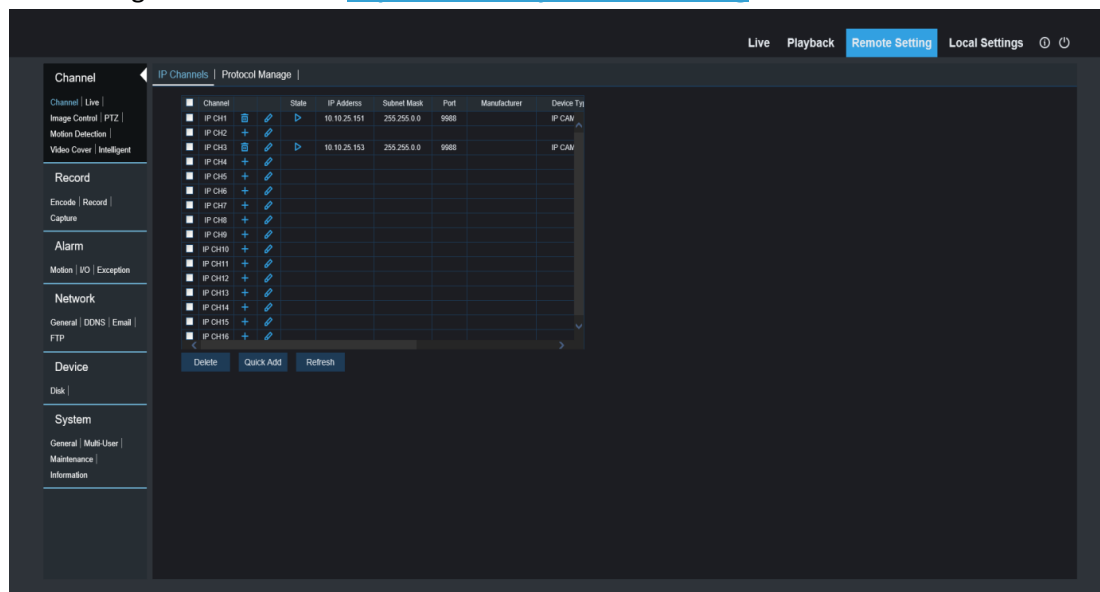 Live Playback Remote Setting Local Settings
Channel
Channel | Live |
Image Control | PTZ |
Motion Detection |
Video Cover | Intelligent
Record
Encode | Record |
Capture
Alarm
Motion | I/O | Exception
Network
General | DDNS | Email |
FTP
Device
Disk |
System
General | Multi-User |
Maintenance |
Information
IP Channels | Protocol Manage |
Channel State IP Adderss Subnet Mask Port Manufacturer Device Typ
IP CH1 10.10.25.151 255.255.0.0 9988 IP CAM
IP CH2
IP CH3 10.10.25.153 255.255.0.0 9988 IP CAM
IP CH4
IP CH5
IP CH6
IP CH7
IP CH8
IP CH9
IP CH10
IP CH11
IP CH12
IP CH13
IP CH14
IP CH15
IP CH16
Delete Quick Add Refresh